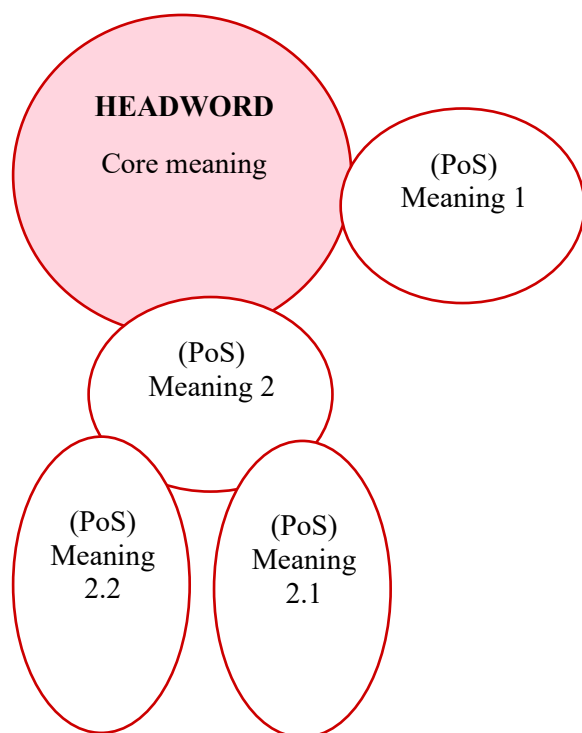 HEADWORD
Core meaning
(PoS)
Meaning 1
(PoS)
Meaning 2
(PoS)
Meaning
2.2
(PoS)
Meaning
2.1